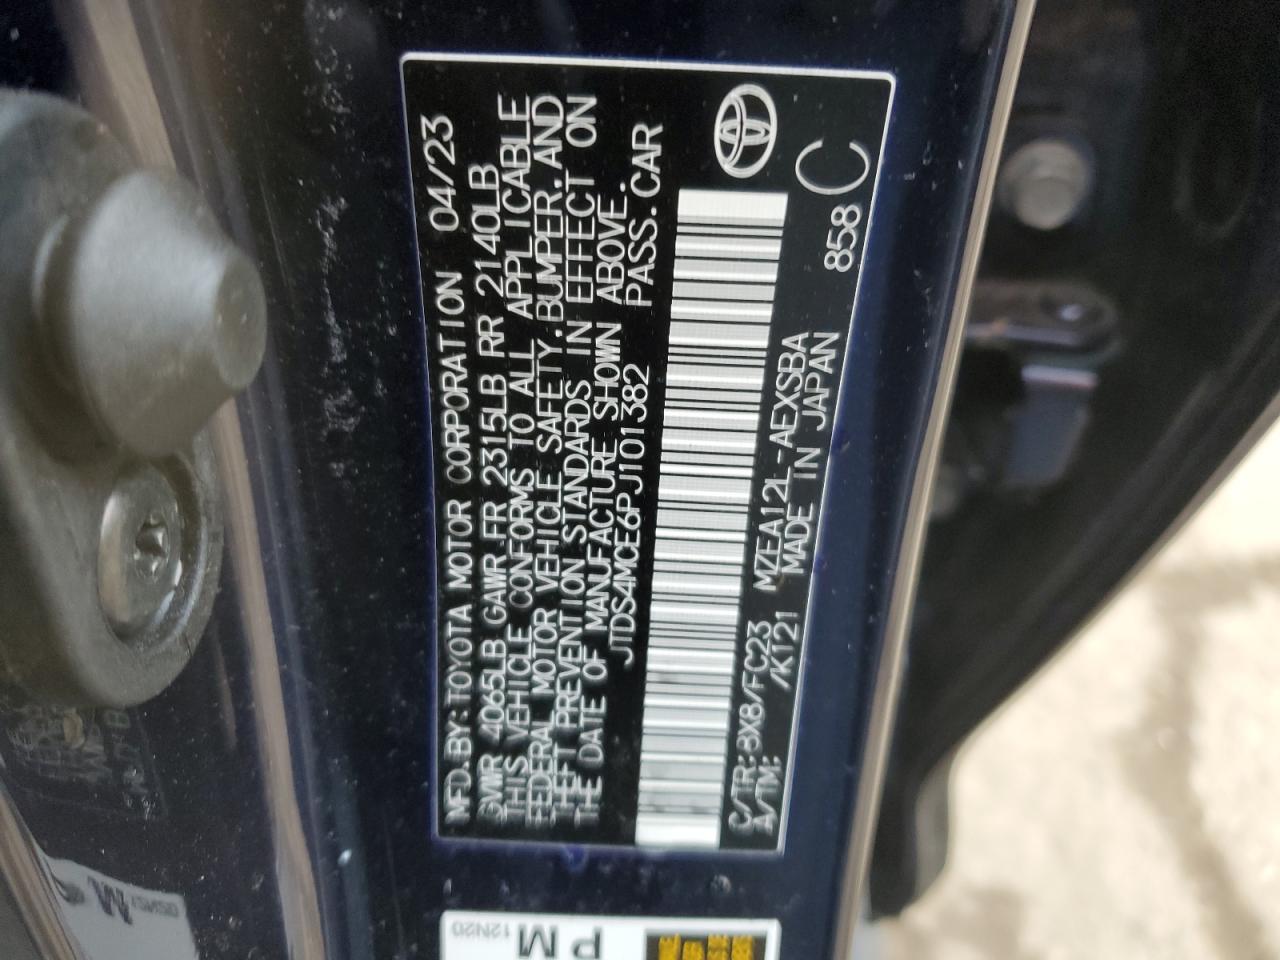 MFD.BY:TOYOTA MOTOR CORPORATION 04/23
GVWR 4065LB GAWR FR 2315LB RR 2140LB
THIS VEHICLE CONFORMS TO ALL APPLICABLE
FEDERAL MOTOR VEHICLE SAFETY.BUMPER.AND
THEFT PREVENTION STANDARDS IN EFFECT ON
THE DATE OF MANUFACTURE SHOWN ABOVE.
JTDS4MCE6PJ101382 PASS.CAR
C/TR:8X8/FC23 MZEA12L-AEXSBA 858 C
A/TM: /K121 MADE IN JAPAN
PM
12N20